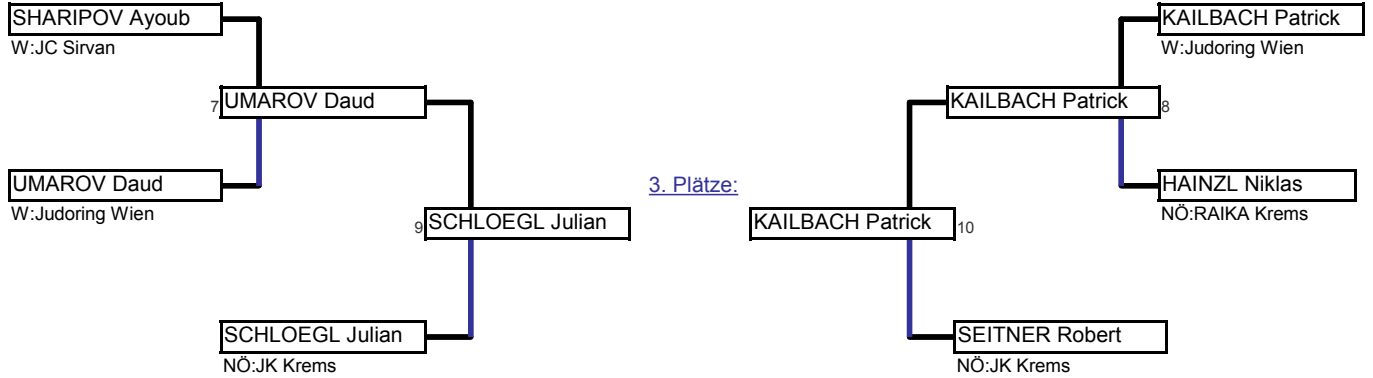 SHARIPOV Ayoub
W:JC Sirvan
7 UMAROV Daud
UMAROV Daud
W:Judoring Wien
9 SCHLOEGL Julian
SCHLOEGL Julian
NÖ:JK Krems
3. Plätze:
KAILBACH Patrick
W:Judoring Wien
KAILBACH Patrick 8
HAINZL Niklas
NÖ:RAIKA Krems
KAILBACH Patrick 10
SEITNER Robert
NÖ:JK Krems